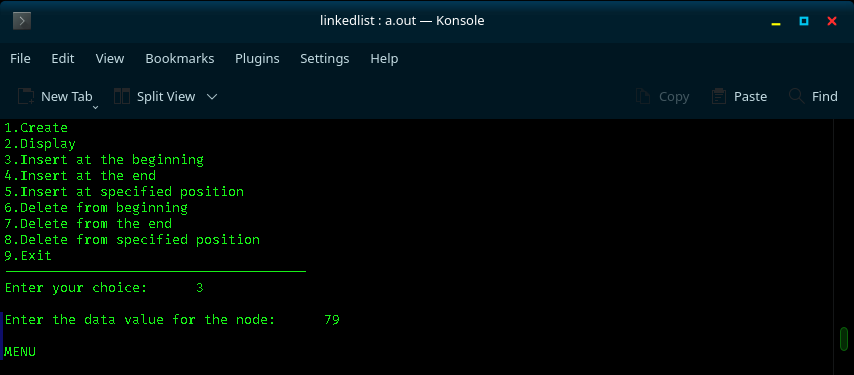 linkedlist : a.out — Konsole
File Edit View Bookmarks Plugins Settings Help
New Tab Split View Copy Paste Find
1.Create
2.Display
3.Insert at the beginning
4.Insert at the end
5.Insert at specified position
6.Delete from beginning
7.Delete from the end
8.Delete from specified position
9.Exit
Enter your choice: 3
Enter the data value for the node: 79
MENU